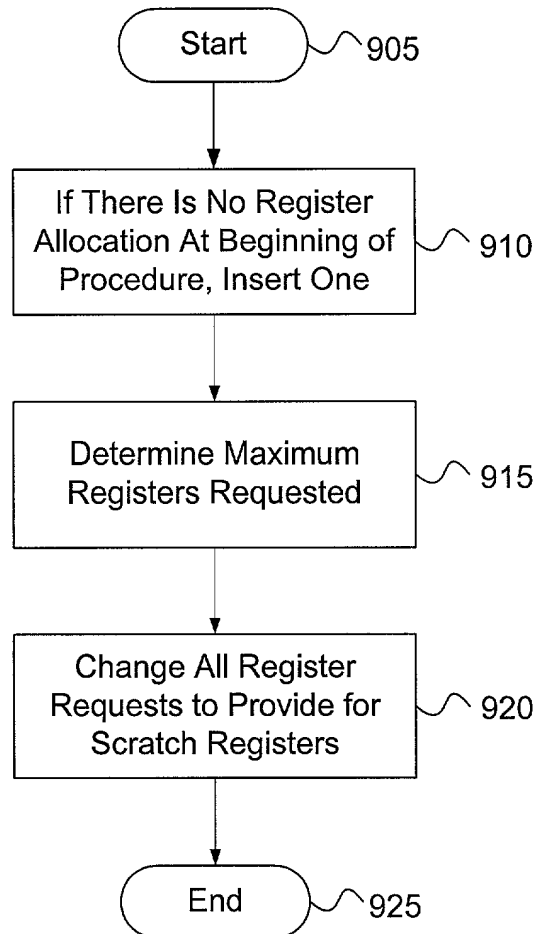 Start
905
If There Is No Register
Allocation At Beginning of
Procedure, Insert One
910
Determine Maximum
Registers Requested
915
Change All Register
Requests to Provide for
Scratch Registers
920
End
925